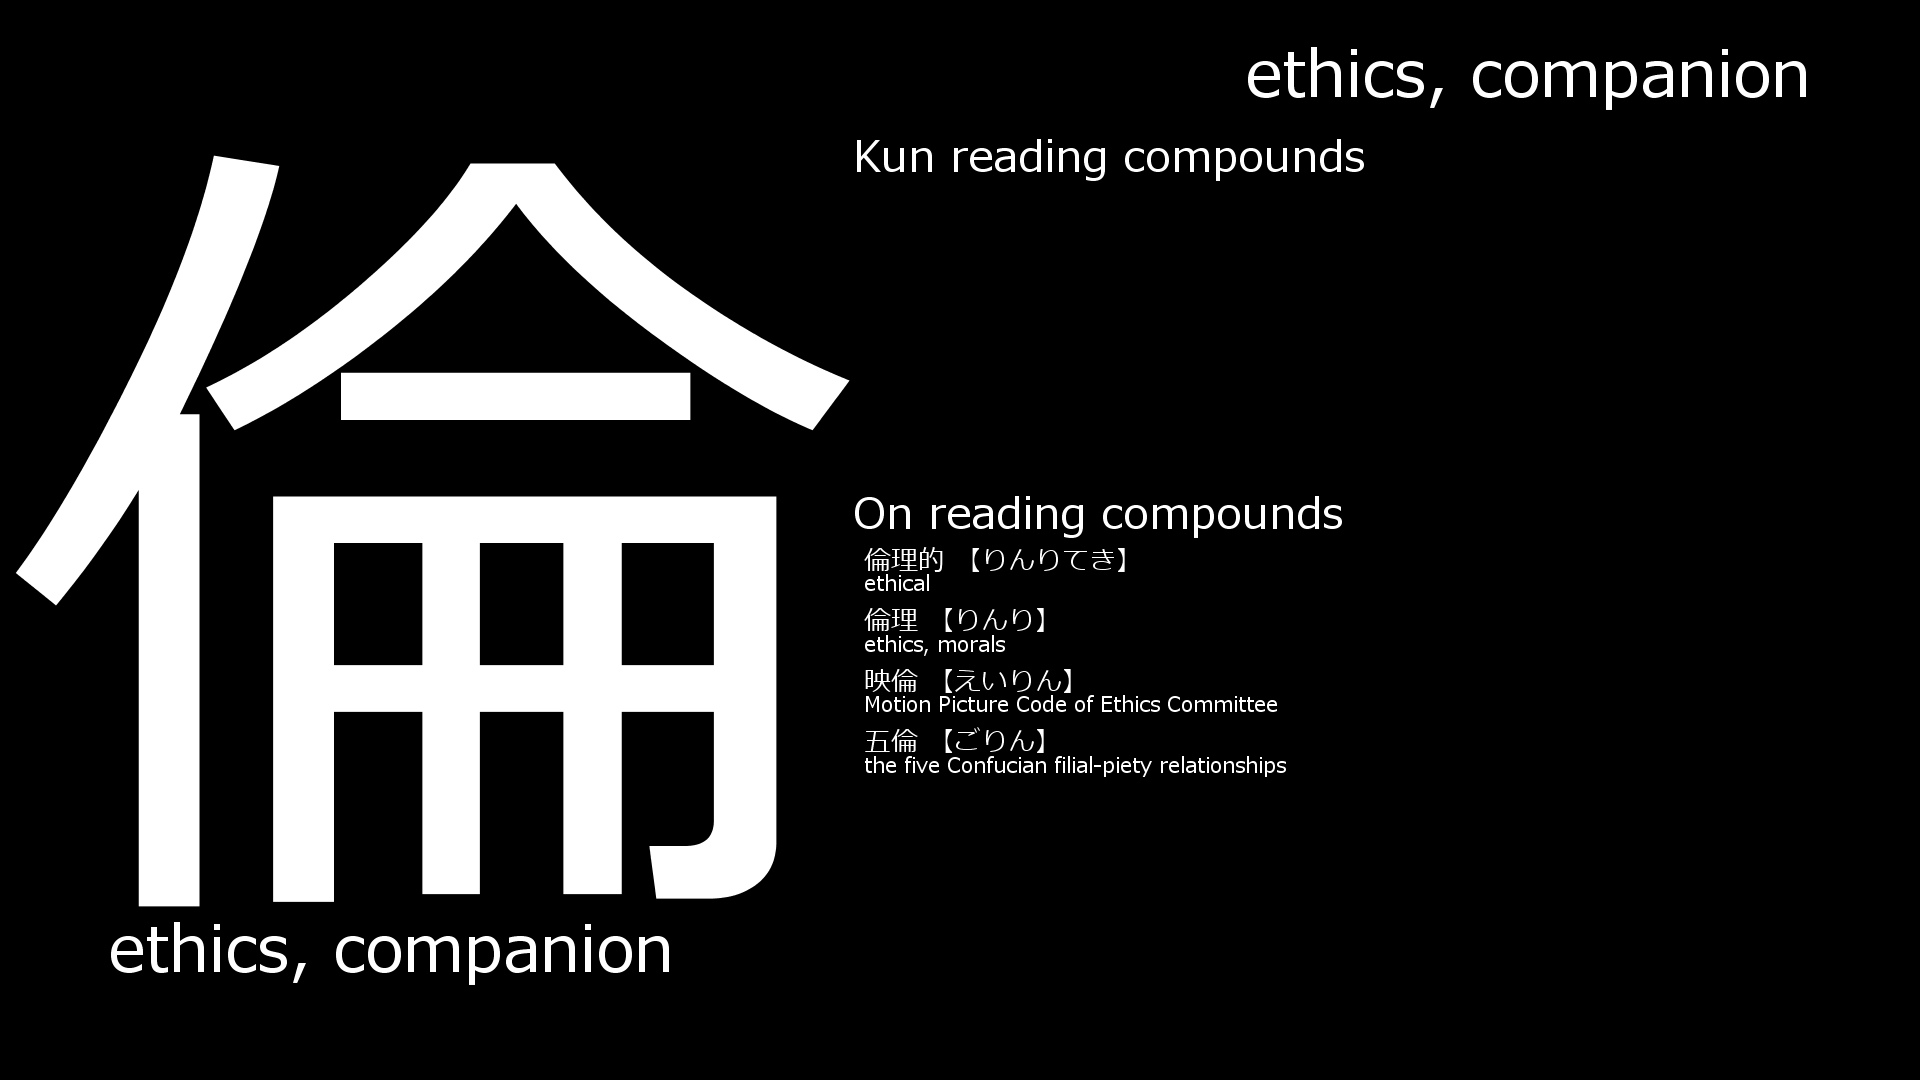 ethics, companion
Kun reading compounds
倫
On reading compounds
倫理的 【りんりてき】
ethical
倫理 【りんり】
ethics, morals
映倫 【えいりん】
Motion Picture Code of Ethics Committee
五倫 【ごりん】
the five Confucian filial-piety relationships
ethics, companion